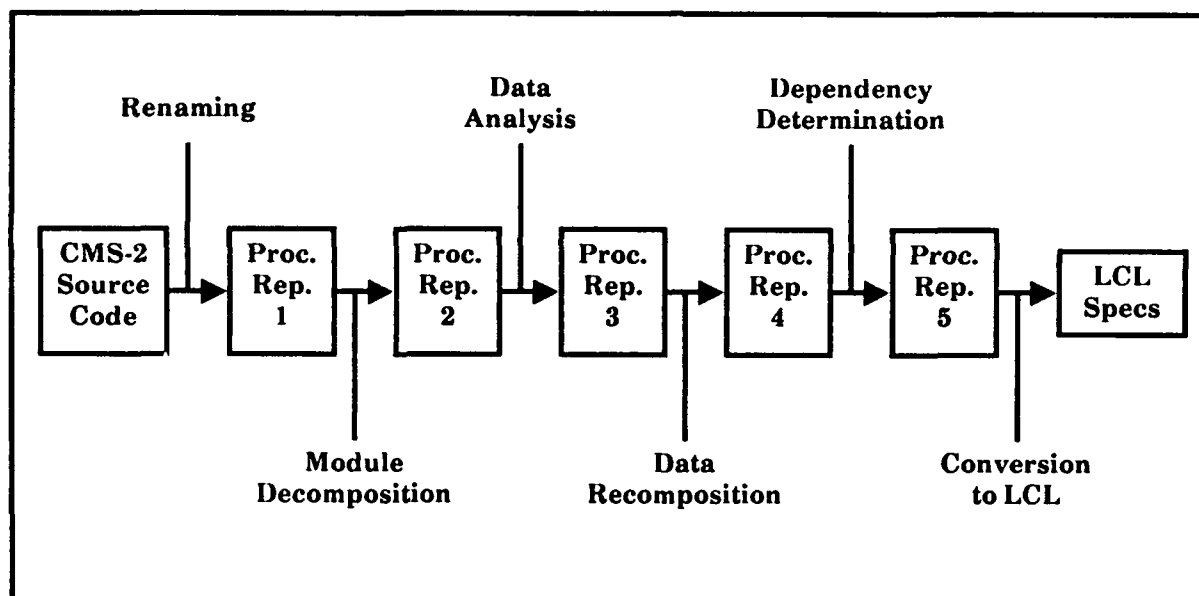 Renaming
Data
Analysis
Dependency
Determination
CMS-2
Source
Code
Proc.
Rep.
1
Proc.
Rep.
2
Proc.
Rep.
3
Proc.
Rep.
4
Proc.
Rep.
5
LCL
Specs
Module
Decomposition
Data
Recomposition
Conversion
to LCL